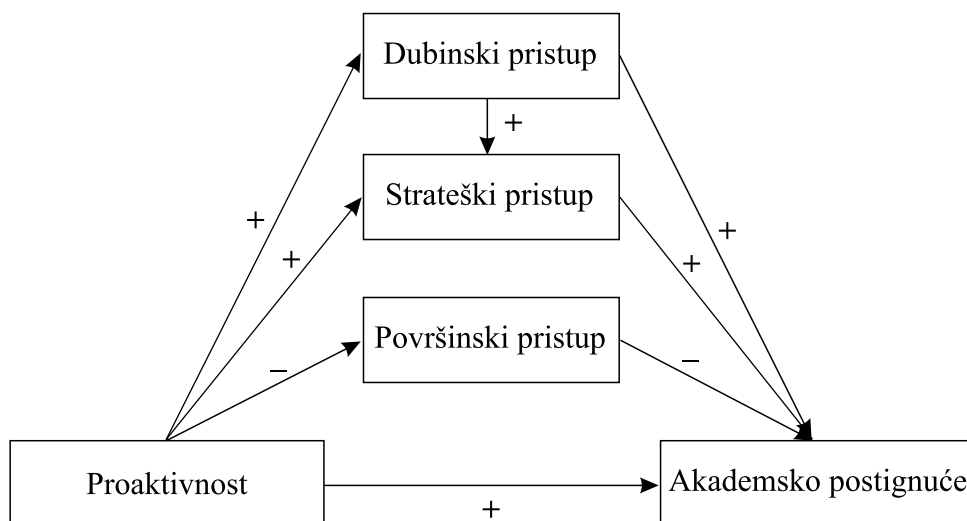 Dubinski pristup
+
Strateški pristup
+
+
+
+
Površinski pristup
–
–
Proaktivnost
Akademsko postignuće
+